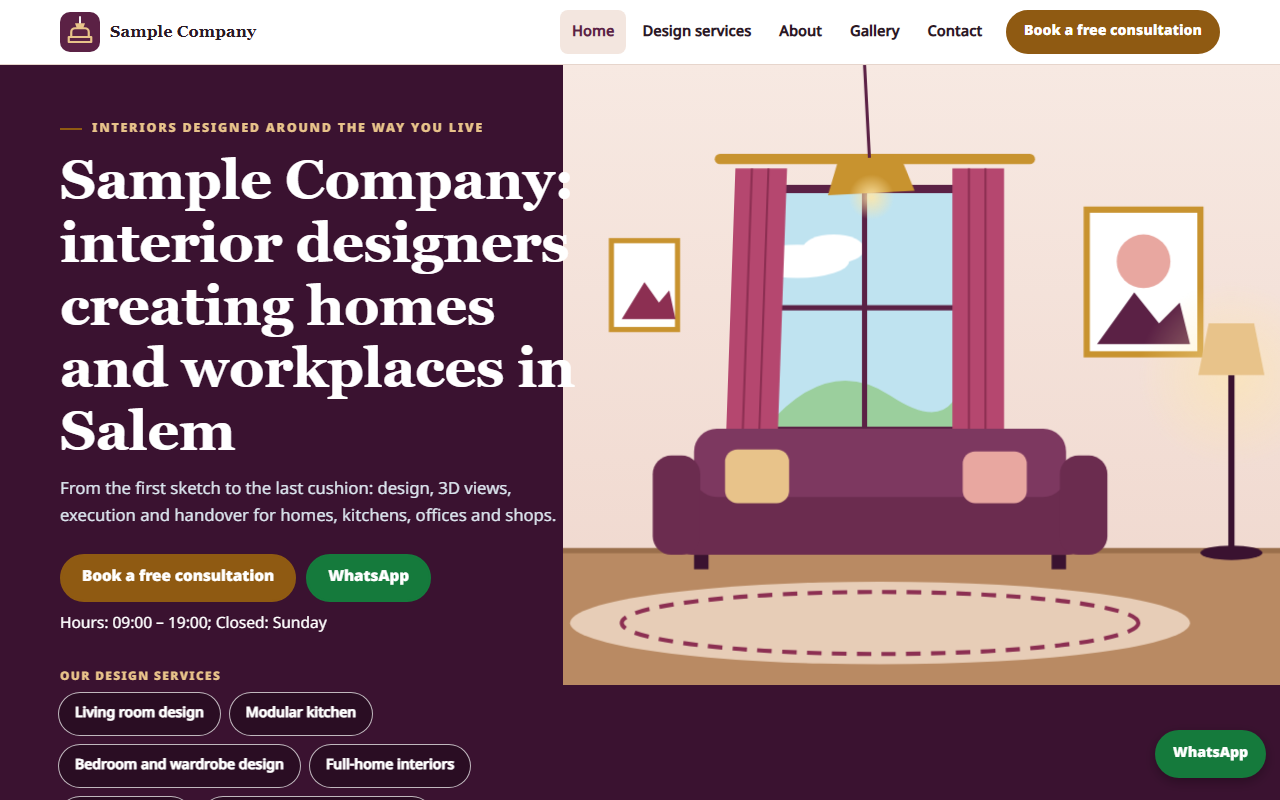 Sample Company
Home
Design services
About
Gallery
Contact
Book a free consultation
INTERIORS DESIGNED AROUND THE WAY YOU LIVE
Sample Company:
interior designers
creating homes
and workplaces in
Salem
From the first sketch to the last cushion: design, 3D views,
execution and handover for homes, kitchens, offices and shops.
Book a free consultation
WhatsApp
Hours: 09:00 – 19:00; Closed: Sunday
OUR DESIGN SERVICES
Living room design
Modular kitchen
Bedroom and wardrobe design
Full-home interiors
WhatsApp